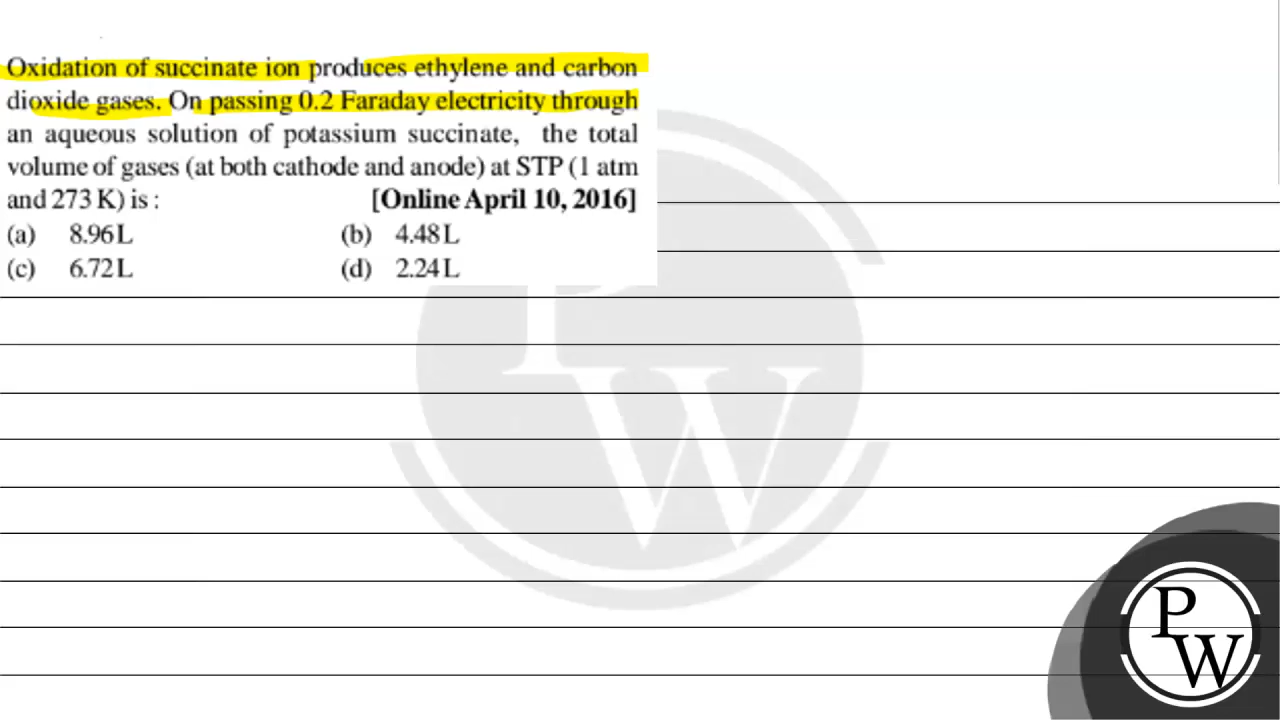 Oxidation of succinate ion produces ethylene and carbon
dioxide gases. On passing 0.2 Faraday electricity through
an aqueous solution of potassium succinate, the total
volume of gases (at both cathode and anode) at STP (1 atm
and 273 K) is : [Online April 10, 2016]
(a) 8.96 L (b) 4.48 L
(c) 6.72 L (d) 2.24 L
P
W
P
W